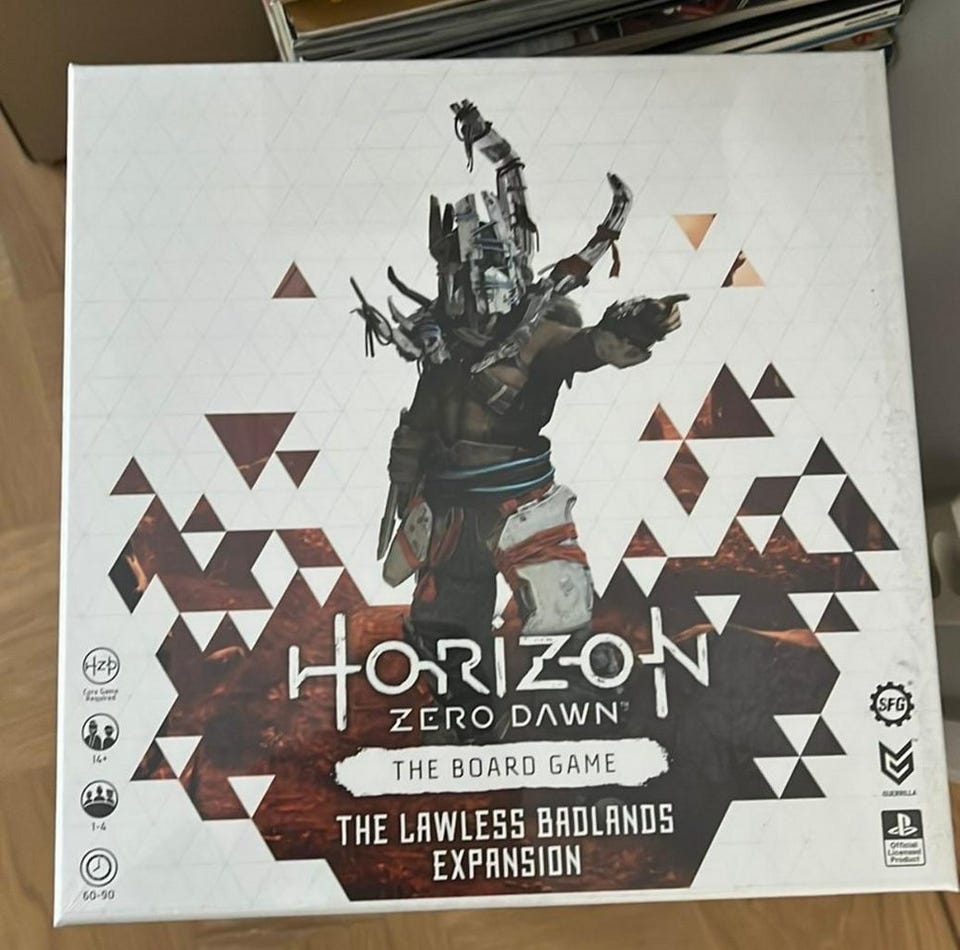 HORIZON
ZERO DAWN™
THE BOARD GAME
THE LAWLESS BADLANDS
EXPANSION
Hzd
Core Game
Required
14+
1-4
60-90
SFG
GUERRILLA
Official
Licensed
Product